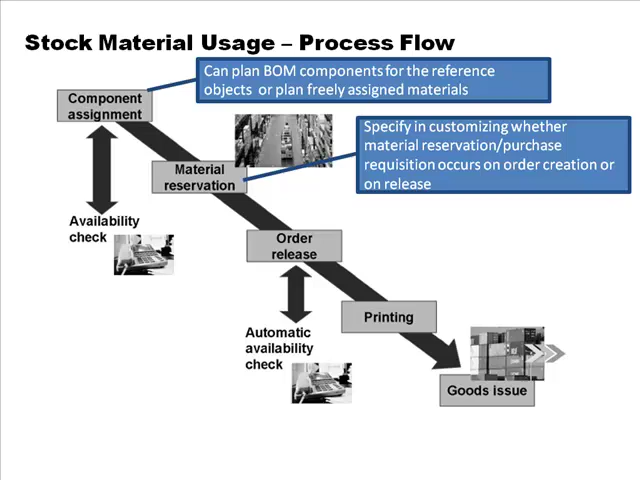 Stock Material Usage – Process Flow
Can plan BOM components for the reference
objects  or plan freely assigned materials
Component
assignment
Specify in customizing whether
material reservation/purchase
requisition occurs on order creation or
on release
Material
reservation
Availability
check
Order
release
Printing
Automatic
availability
check
Goods issue